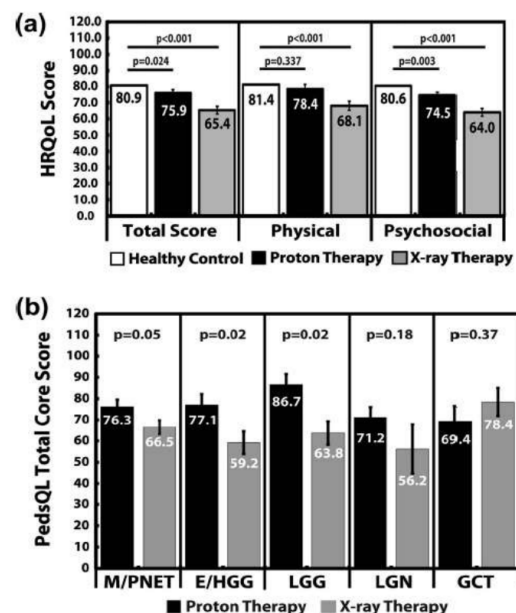 (a)
HRQoL Score
120.0
110.0
100.0
90.0
80.0
70.0
60.0
50.0
40.0
30.0
20.0
10.0
0.0
p<0.001 p<0.001 p<0.001
p=0.024 p=0.337 p=0.003
80.9 75.9 65.4 81.4 78.4 68.1 80.6 74.5 64.0
Total Score Physical Psychosocial
Healthy Control Proton Therapy X-ray Therapy
(b)
PedsQL Total Core Score
120
110
100
90
80
70
60
50
40
30
20
10
0
p=0.05 p=0.02 p=0.02 p=0.18 p=0.37
76.3 66.5 77.1 59.2 86.7 63.8 71.2 56.2 69.4 78.4
M/PNET E/HGG LGG LGN GCT
Proton Therapy X-ray Therapy